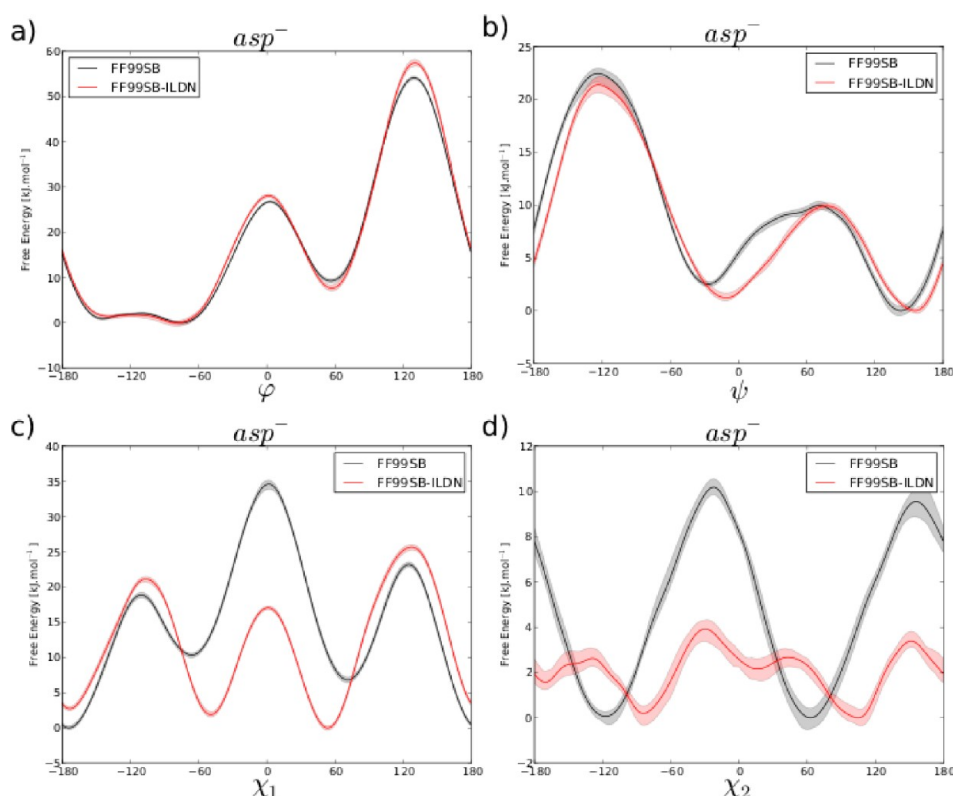 a)
asp⁻
60
50
40
30
20
10
0
−10
Free Energy [kJ.mol⁻¹]
FF99SB
FF99SB-ILDN
−180 −120 −60 0 60 120 180
φ
b)
asp⁻
25
20
15
10
5
0
−5
Free Energy [kJ.mol⁻¹]
FF99SB
FF99SB-ILDN
−180 −120 −60 0 60 120 180
ψ
c)
asp⁻
40
35
30
25
20
15
10
5
0
−5
Free Energy [kJ.mol⁻¹]
FF99SB
FF99SB-ILDN
−180 −120 −60 0 60 120 180
χ₁
d)
asp⁻
12
10
8
6
4
2
0
−2
Free Energy [kJ.mol⁻¹]
FF99SB
FF99SB-ILDN
−180 −120 −60 0 60 120 180
χ₂